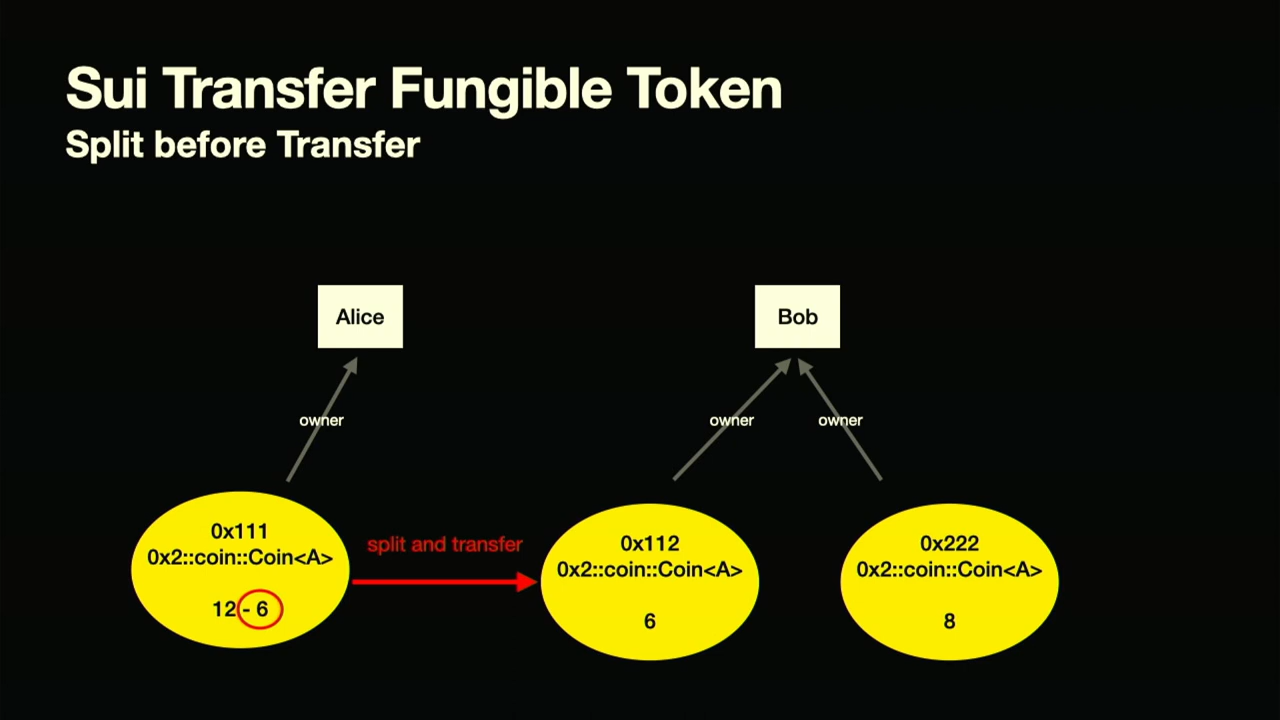 Sui Transfer Fungible Token
Split before Transfer
Alice
Bob
owner
owner
owner
0x111
0x2::coin::Coin<A>
12 - 6
split and transfer
0x112
0x2::coin::Coin<A>
6
0x222
0x2::coin::Coin<A>
8